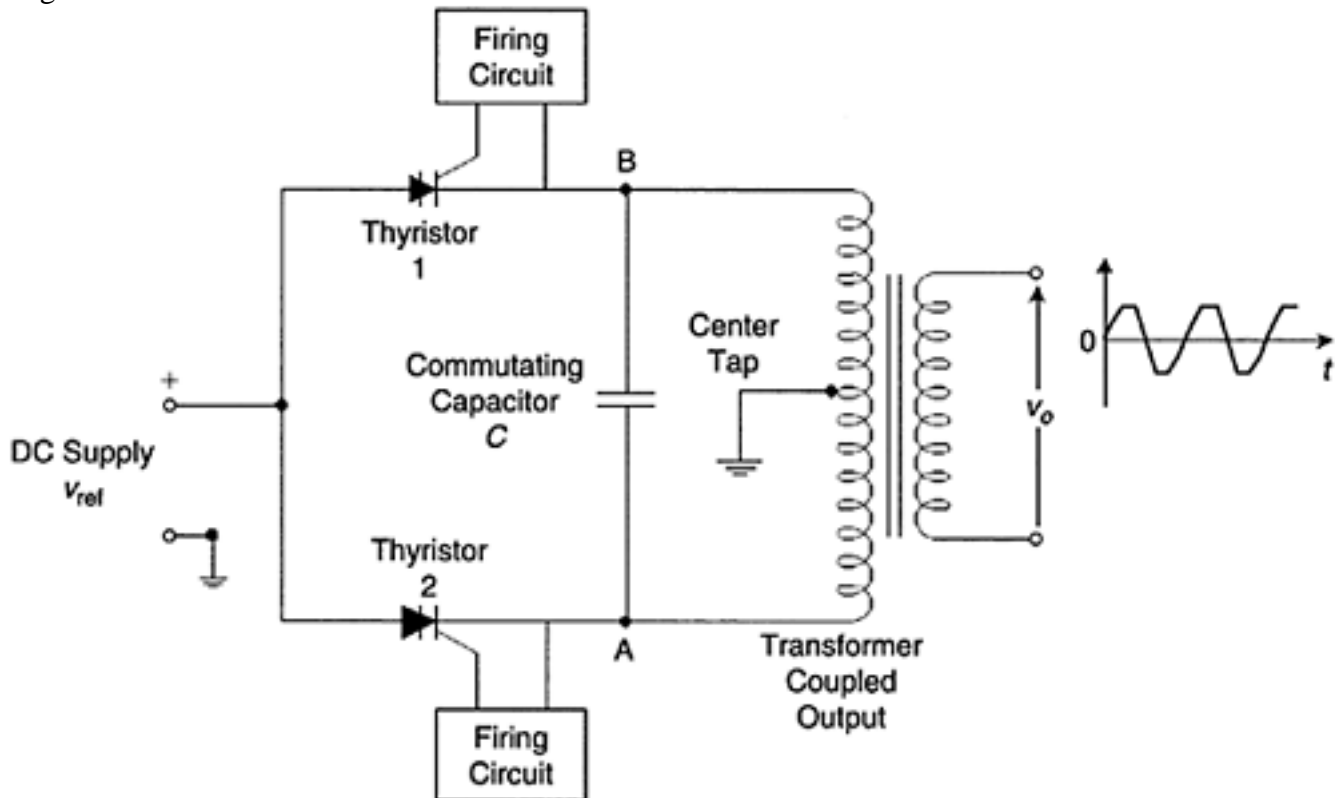 Firing
Circuit
B
Thyristor
1
Center
Tap
Commutating
Capacitor
C
+
DC Supply
v_ref
0
t
v_o
Thyristor
2
A
Transformer
Coupled
Output
Firing
Circuit